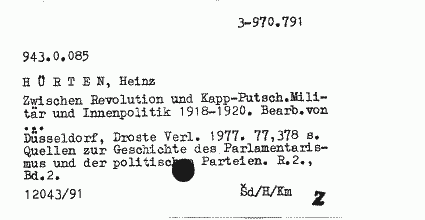 3-970.791
943.0.085
HÜRTEN, Heinz
Zwischen Revolution und Kapp-Putsch.Mili-
tär und Innenpolitik 1918-1920. Bearb.von
...
Düsseldorf, Droste Verl. 1977. 77,378 s.
Quellen zur Geschichte des Parlamentaris-
mus und der politischen Parteien. R.2.,
Bd.2.
12043/91 Šd/H/Km Z